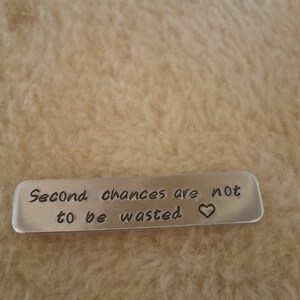 Second chances are not
to be wasted ♡